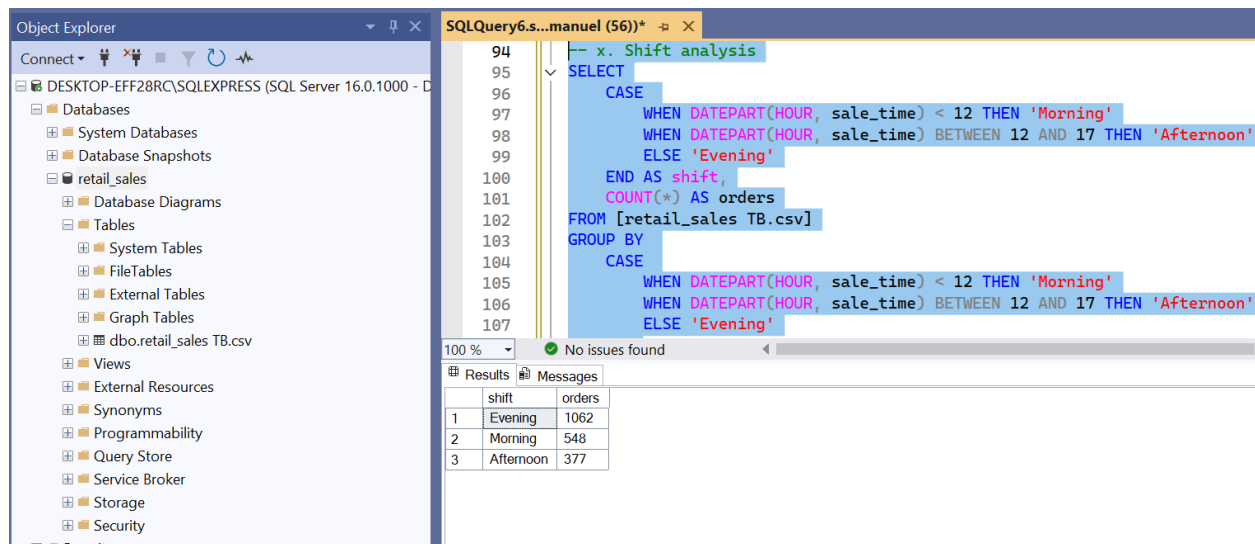 Object Explorer
Connect
DESKTOP-EFF28RC\SQLEXPRESS (SQL Server 16.0.1000 - D
Databases
System Databases
Database Snapshots
retail_sales
Database Diagrams
Tables
System Tables
FileTables
External Tables
Graph Tables
dbo.retail_sales TB.csv
Views
External Resources
Synonyms
Programmability
Query Store
Service Broker
Storage
Security
SQLQuery6.s...manuel (56))*
94 -- x. Shift analysis
95 SELECT
96 CASE
97 WHEN DATEPART(HOUR, sale_time) < 12 THEN 'Morning'
98 WHEN DATEPART(HOUR, sale_time) BETWEEN 12 AND 17 THEN 'Afternoon'
99 ELSE 'Evening'
100 END AS shift,
101 COUNT(*) AS orders
102 FROM [retail_sales TB.csv]
103 GROUP BY
104 CASE
105 WHEN DATEPART(HOUR, sale_time) < 12 THEN 'Morning'
106 WHEN DATEPART(HOUR, sale_time) BETWEEN 12 AND 17 THEN 'Afternoon'
107 ELSE 'Evening'
100 % No issues found
Results Messages
shift orders
1 Evening 1062
2 Morning 548
3 Afternoon 377